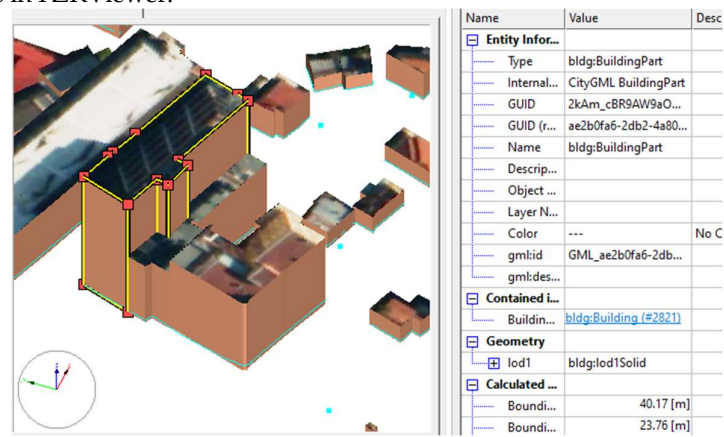 Name Value Desc
Entity Infor...
Type bldg:BuildingPart
Internal... CityGML BuildingPart
GUID 2kAm_cBR9AW9aO...
GUID (r... ae2b0fa6-2db2-4a80...
Name bldg:BuildingPart
Descrip...
Object ...
Layer N...
Color --- No C
gml:id GML_ae2b0fa6-2db...
gml:des...
Contained i...
Buildin... bldg:Building (#2821)
Geometry
lod1 bldg:lod1Solid
Calculated ...
Boundi... 40.17 [m]
Boundi... 23.76 [m]